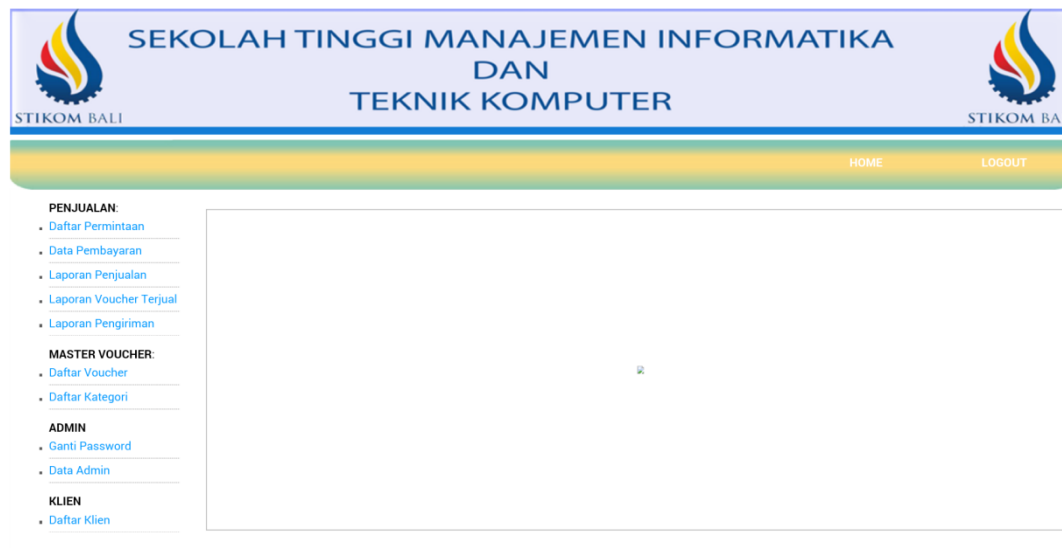 SEKOLAH TINGGI MANAJEMEN INFORMATIKA
DAN
TEKNIK KOMPUTER
STIKOM BALI
STIKOM BA
HOME LOGOUT
PENJUALAN:
Daftar Permintaan
Data Pembayaran
Laporan Penjualan
Laporan Voucher Terjual
Laporan Pengiriman
MASTER VOUCHER:
Daftar Voucher
Daftar Kategori
ADMIN
Ganti Password
Data Admin
KLIEN
Daftar Klien